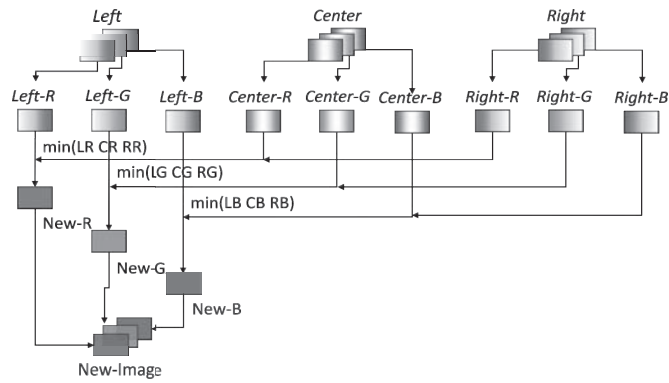 Left Center Right
Left-R Left-G Left-B Center-R Center-G Center-B Right-R Right-G Right-B
min(LR CR RR)
min(LG CG RG)
min(LB CB RB)
New-R
New-G
New-B
New-Image